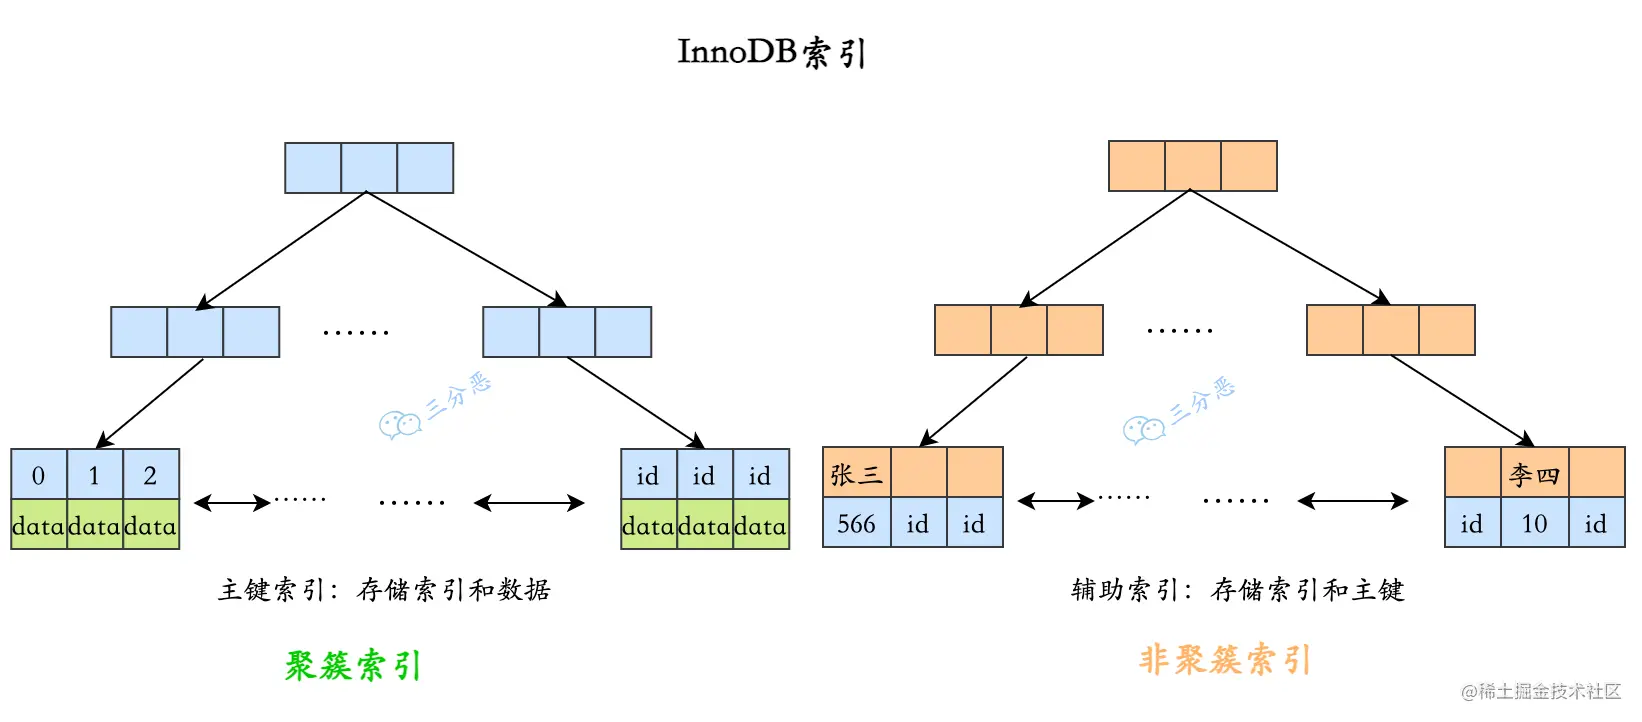 InnoDB索引
…… ……
三分恶 三分恶
0 1 2 id id id 张三 李四
data data data …… …… data data data 566 id id …… …… id 10 id
主键索引：存储索引和数据 辅助索引：存储索引和主键
聚簇索引 非聚簇索引
@稀土掘金技术社区